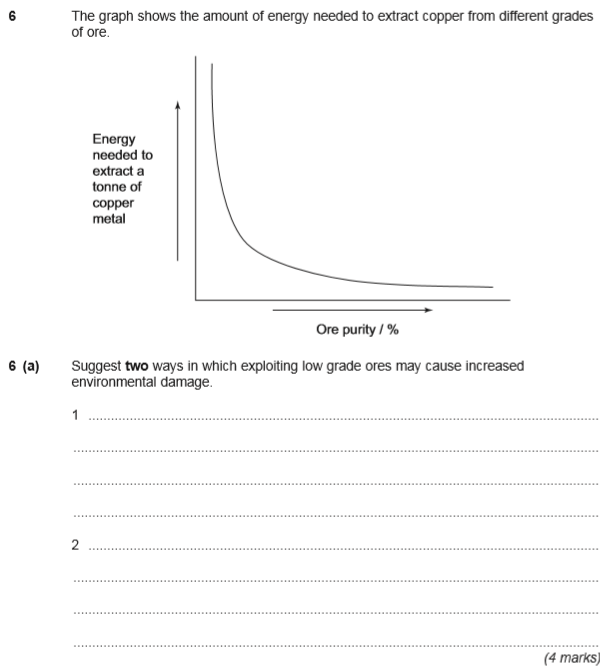 6 The graph shows the amount of energy needed to extract copper from different grades
of ore.
Energy
needed to
extract a
tonne of
copper
metal
Ore purity / %
6 (a) Suggest two ways in which exploiting low grade ores may cause increased
environmental damage.
1
2
(4 marks)